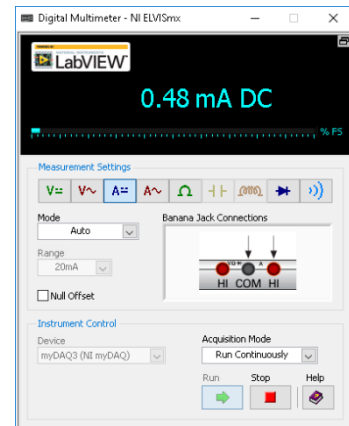 Digital Multimeter - NI ELVISmx
LabVIEW
0.48 mA DC
% FS
Measurement Settings
V= V~ A= A~ Ω
Mode
Auto
Banana Jack Connections
Range
20mA
HI COM HI
Null Offset
Instrument Control
Device
myDAQ3 (NI myDAQ)
Acquisition Mode
Run Continuously
Run Stop Help